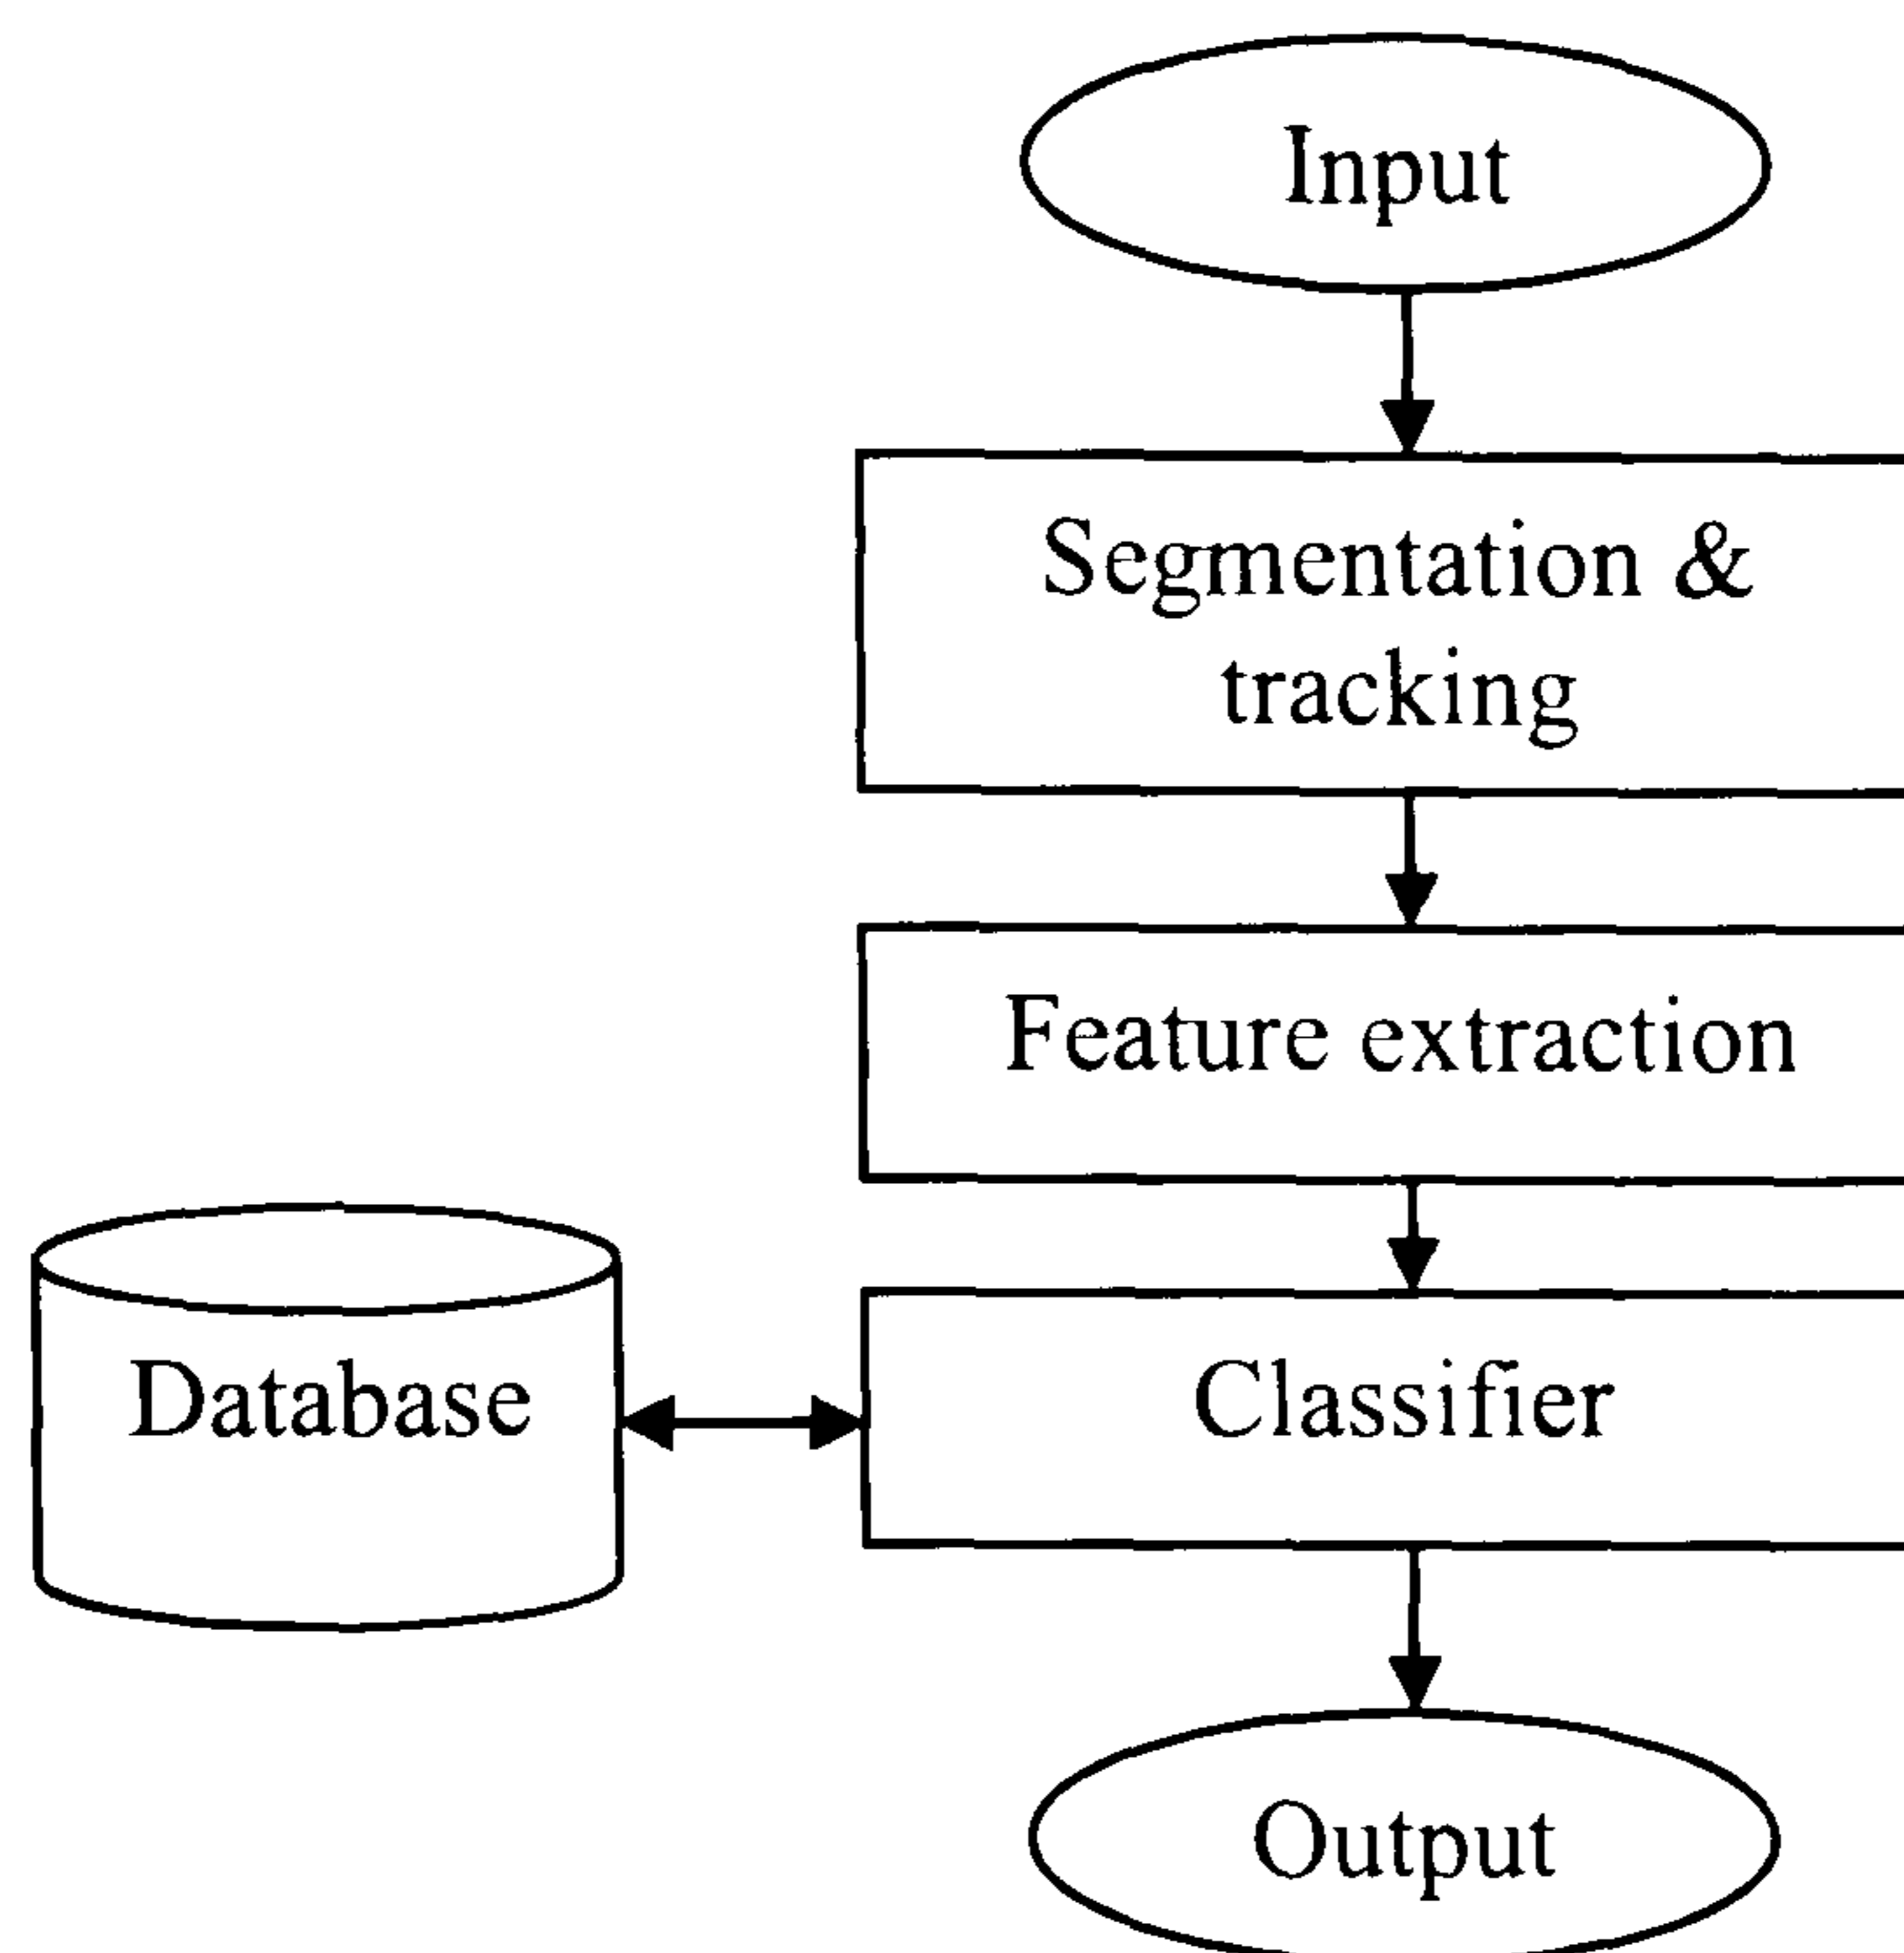 Input
Segmentation &
tracking
Feature extraction
Database
Classifier
Output